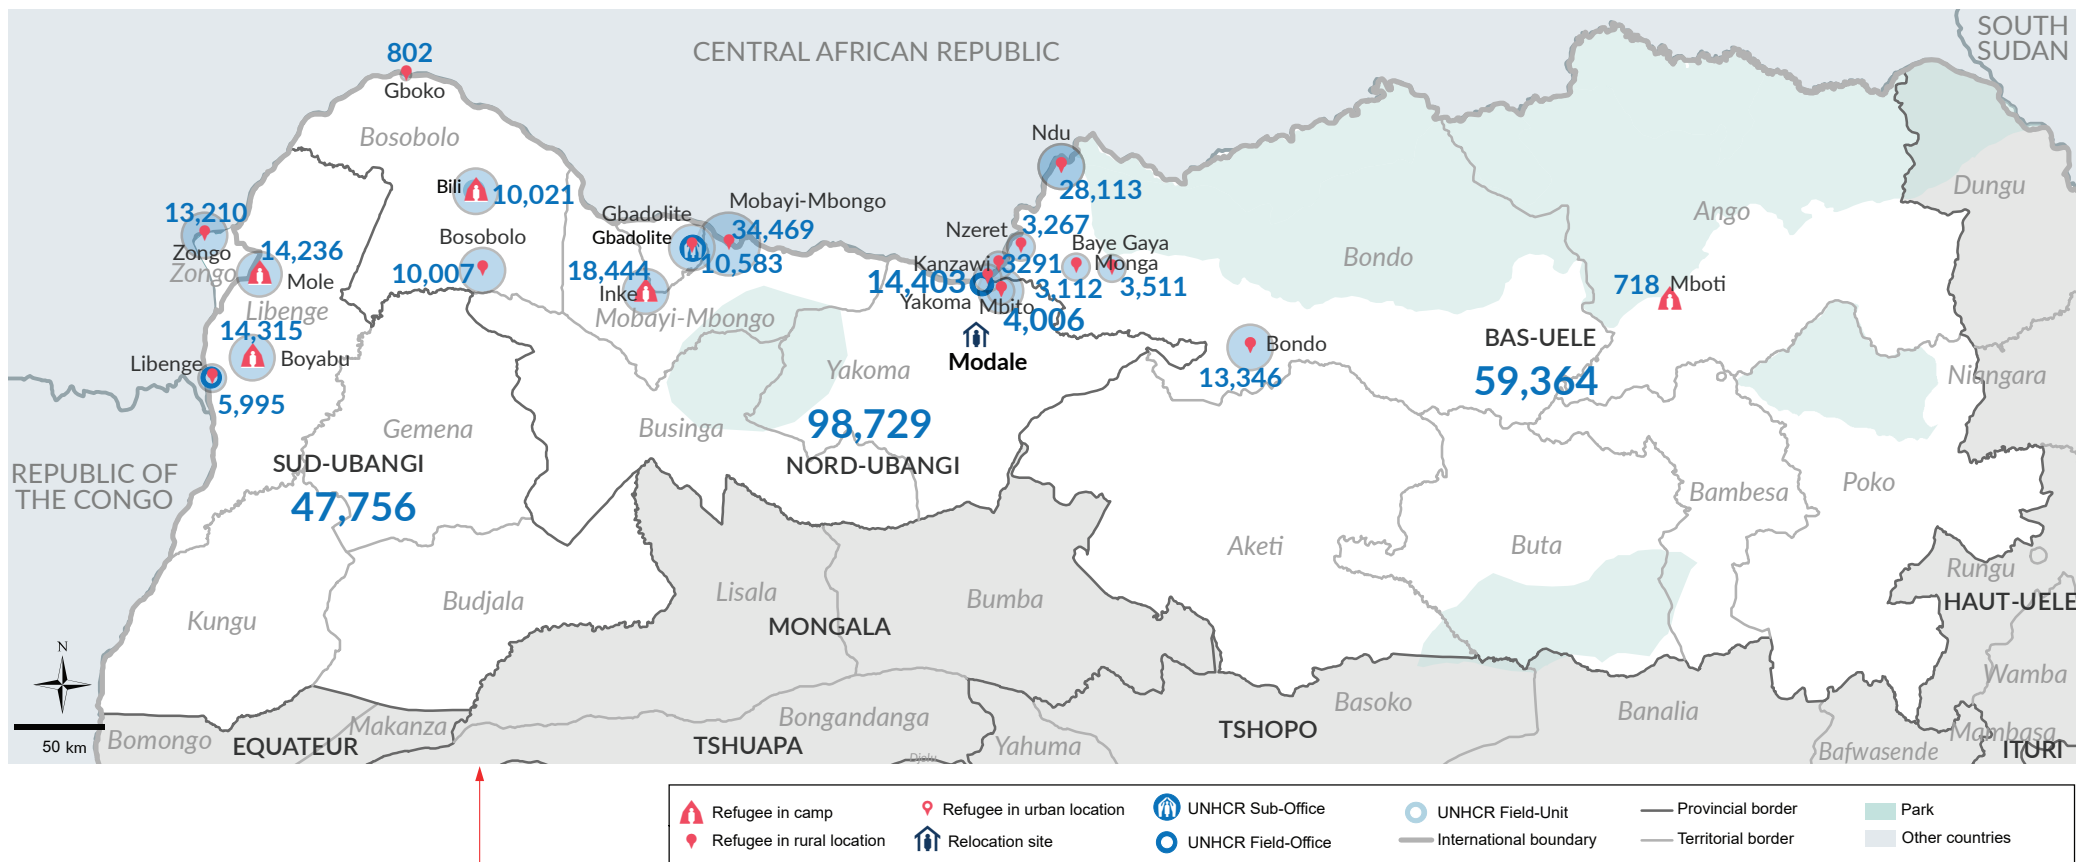 CENTRAL AFRICAN REPUBLIC
SOUTH
SUDAN
802
Gboko
Bosobolo
Ndu
28,113
Dungu
Bili
10,021
Mobayi-Mbongo
34,469
Gbadolite
Gbadolite
10,583
13,210
Zongo
Zongo
14,236
Mole
Bosobolo
10,007
18,444
Inke
Mobayi-Mbongo
Nzeret
3,267
Baye Gaya
Monga
3,511
Kanzawi
3291
3,112
14,403
Yakoma
Mbito
4,006
Ango
Bondo
718
Mboti
Libenge
14,315
Boyabu
Libenge
5,995
Modale
Bondo
13,346
BAS-UELE
59,364
Niangara
Yakoma
98,729
NORD-UBANGI
Businga
Gemena
SUD-UBANGI
47,756
REPUBLIC OF
THE CONGO
Bambesa
Poko
Aketi
Buta
Rungu
HAUT-UELE
Lisala
Bumba
MONGALA
Budjala
Kungu
N
50 km
Wamba
Basoko
Banalia
TSHOPO
Bongandanga
TSHUAPA
Djolu
Yahuma
Makanza
Bomongo
EQUATEUR
Bafwasende
Mambasa
ITURI
Refugee in camp
Refugee in urban location
UNHCR Sub-Office
UNHCR Field-Unit
Provincial border
Park
Refugee in rural location
Relocation site
UNHCR Field-Office
International boundary
Territorial border
Other countries